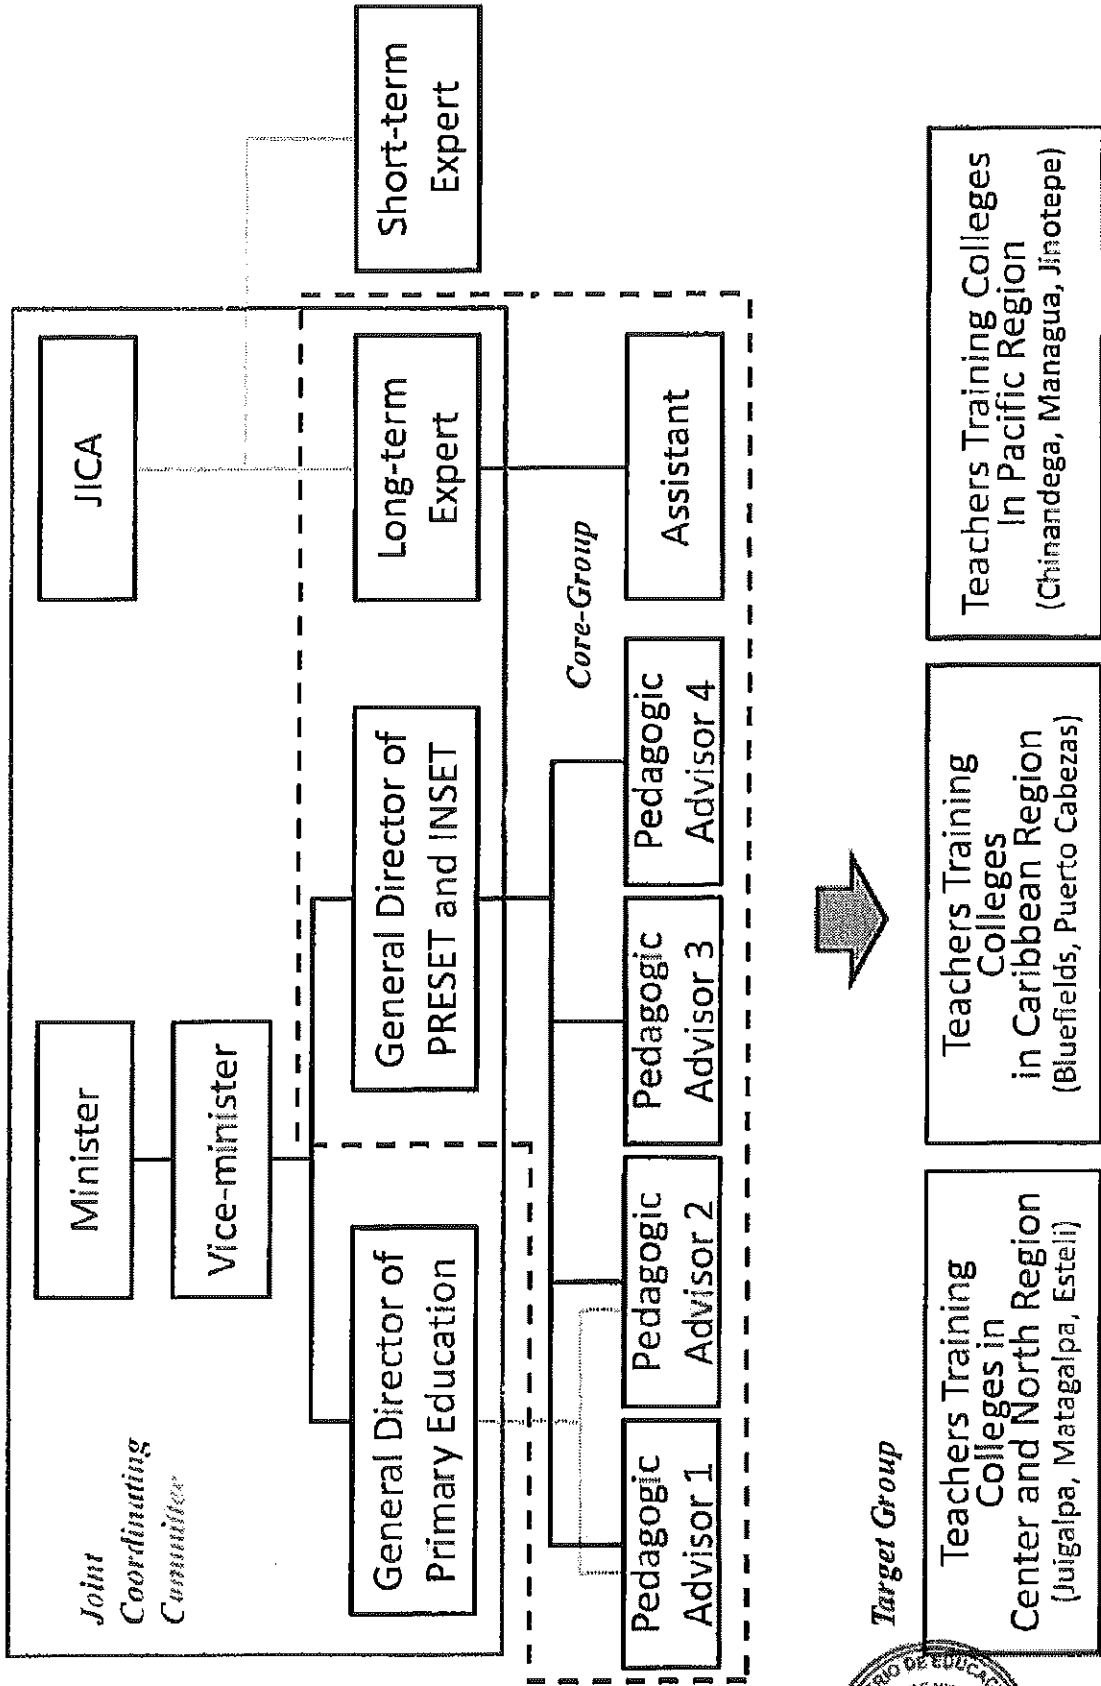 Joint
Coordinating
Committee
Minister
JICA
Vice-minister
General Director of
Primary Education
General Director of
PRESET and INSET
Long-term
Expert
Short-term
Expert
Core-Group
Pedagogic
Advisor 1
Pedagogic
Advisor 2
Pedagogic
Advisor 3
Pedagogic
Advisor 4
Assistant
Target Group
Teachers Training
Colleges in
Center and North Region
(Juigalpa, Matagalpa, Esteli)
Teachers Training
Colleges
in Caribbean Region
(Bluefields, Puerto Cabezas)
Teachers Training Colleges
In Pacific Region
(Chinandega, Managua, Jinotepe)
DE